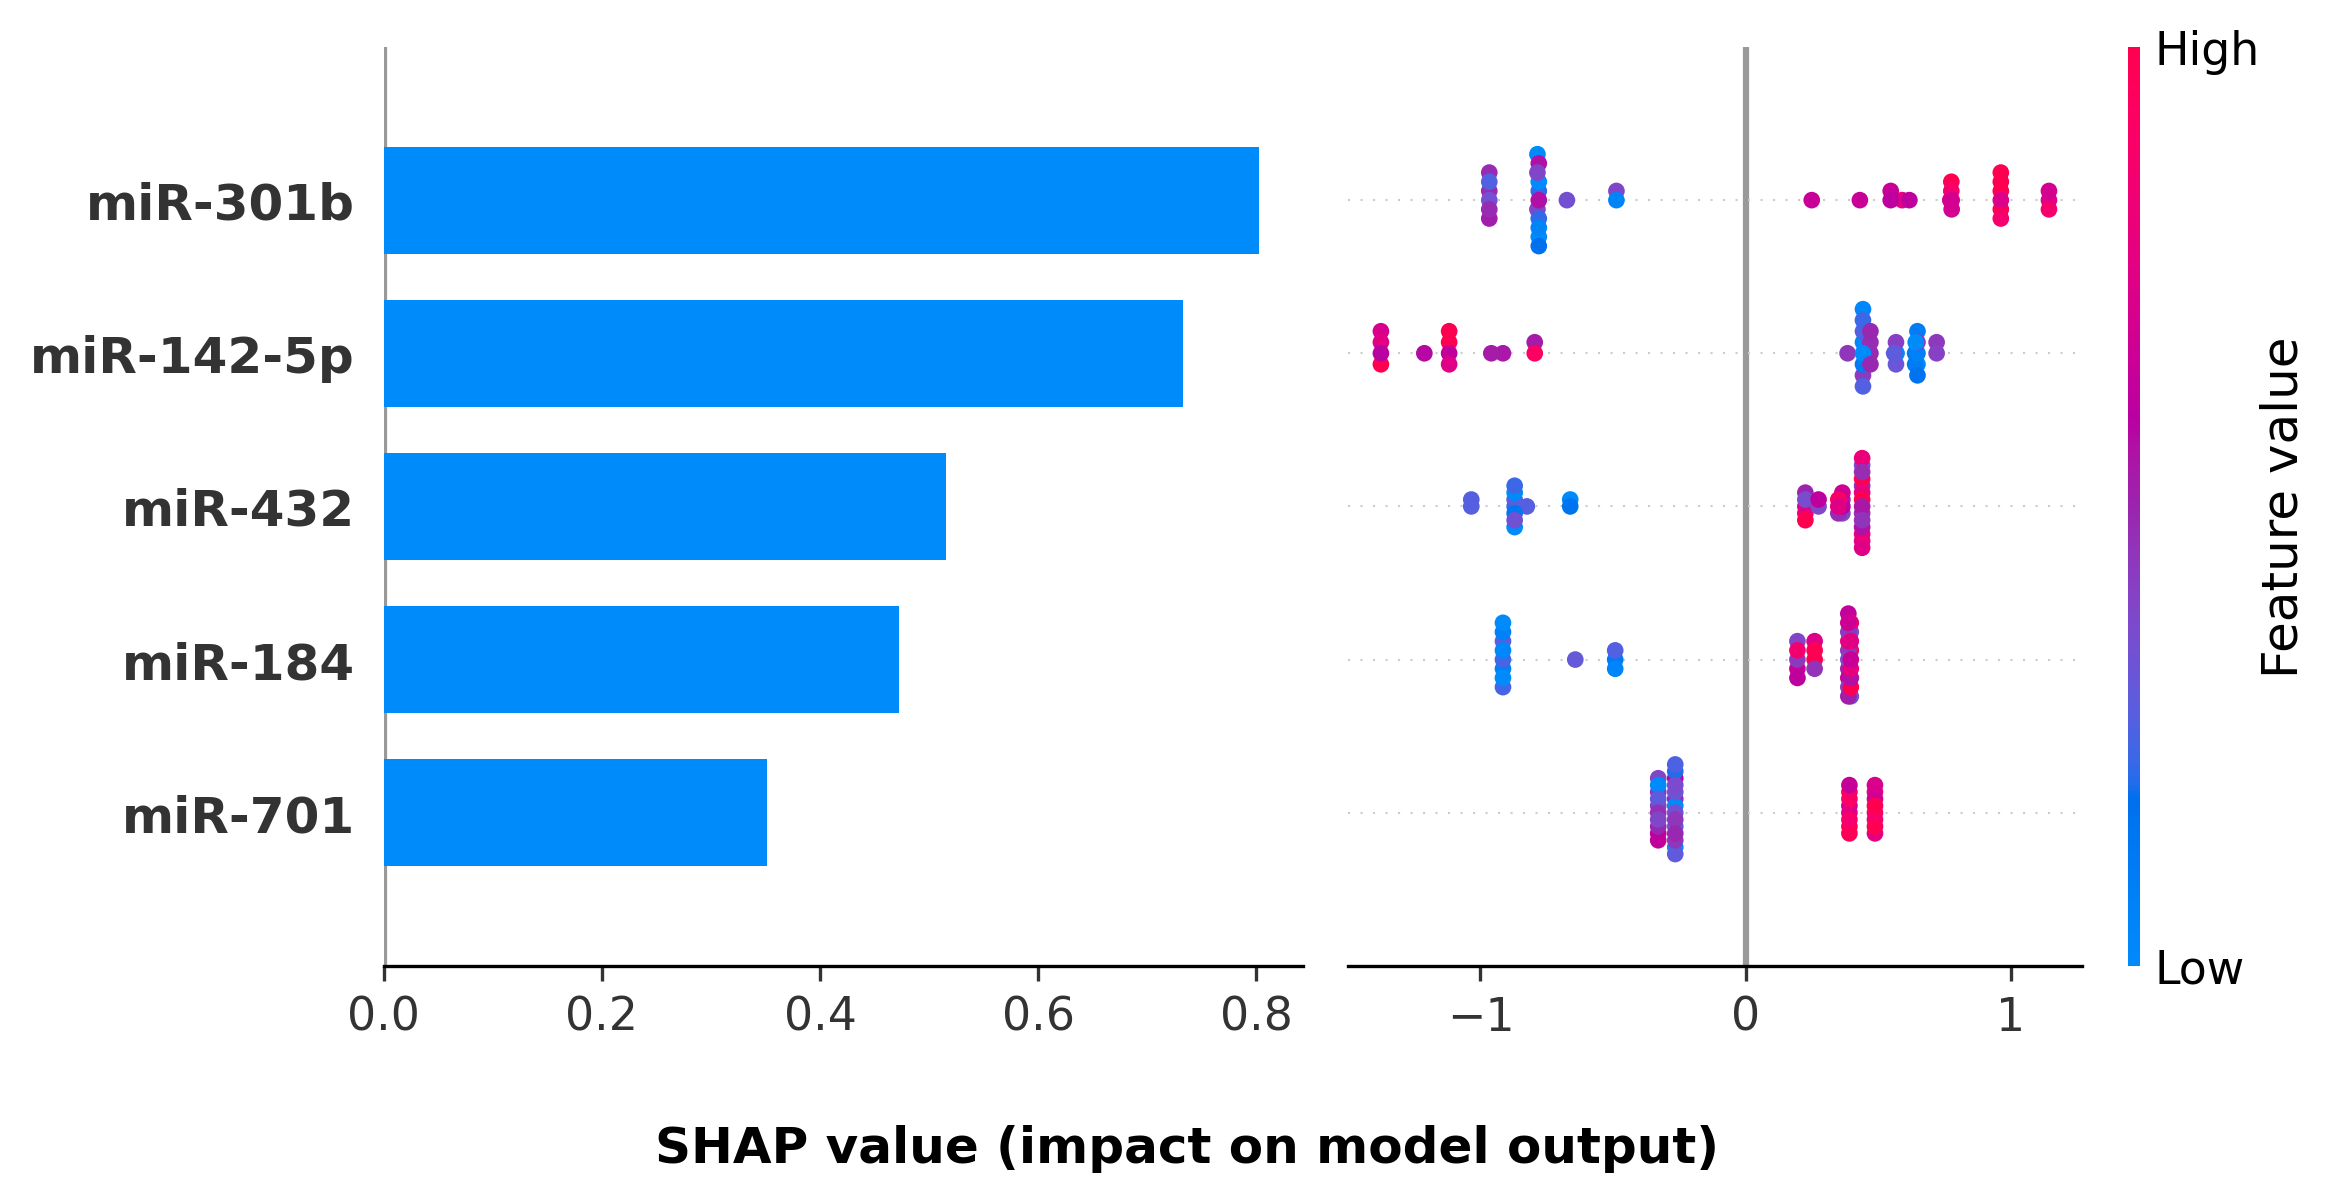 High
miR-301b
miR-142-5p
miR-432
miR-184
miR-701
Feature value
Low
0.0 0.2 0.4 0.6 0.8 −1 0 1
SHAP value (impact on model output)